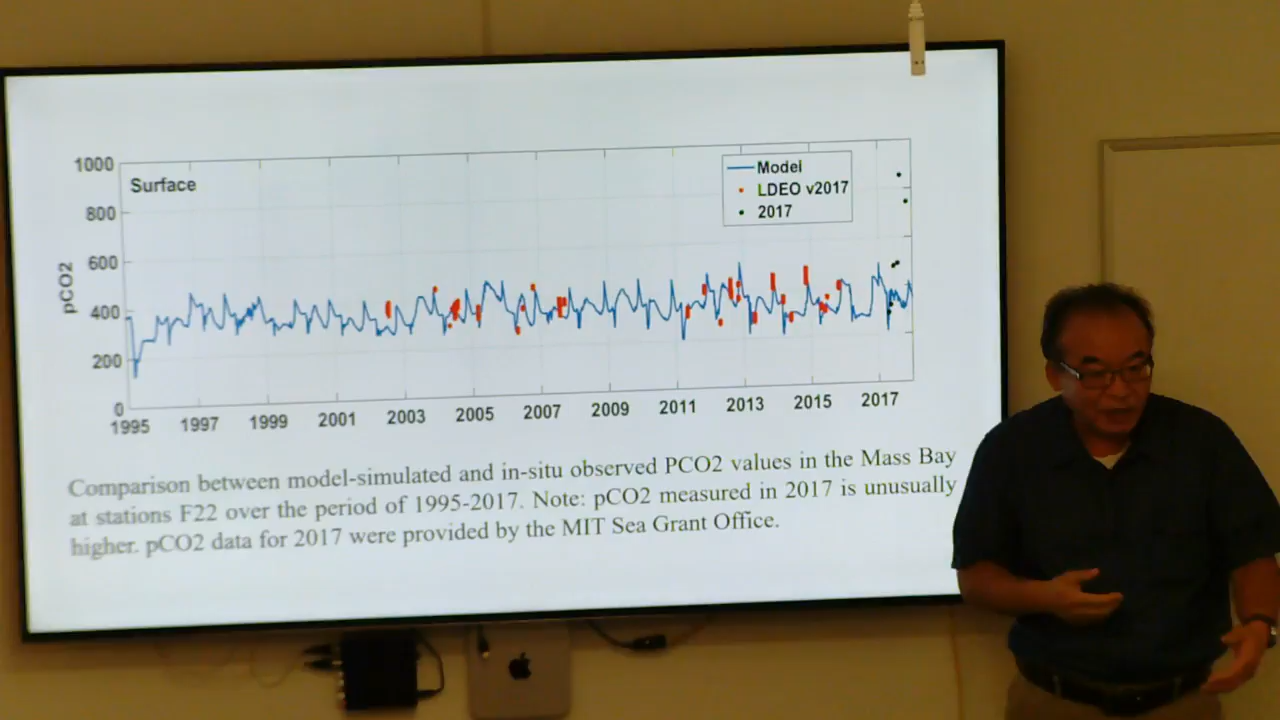 1000
Surface
Model
LDEO v2017
2017
800
600
400
200
0
pCO2
1995 1997 1999 2001 2003 2005 2007 2009 2011 2013 2015 2017
Comparison between model-simulated and in-situ observed PCO2 values in the Mass Bay
at stations F22 over the period of 1995-2017. Note: pCO2 measured in 2017 is unusually
higher. pCO2 data for 2017 were provided by the MIT Sea Grant Office.